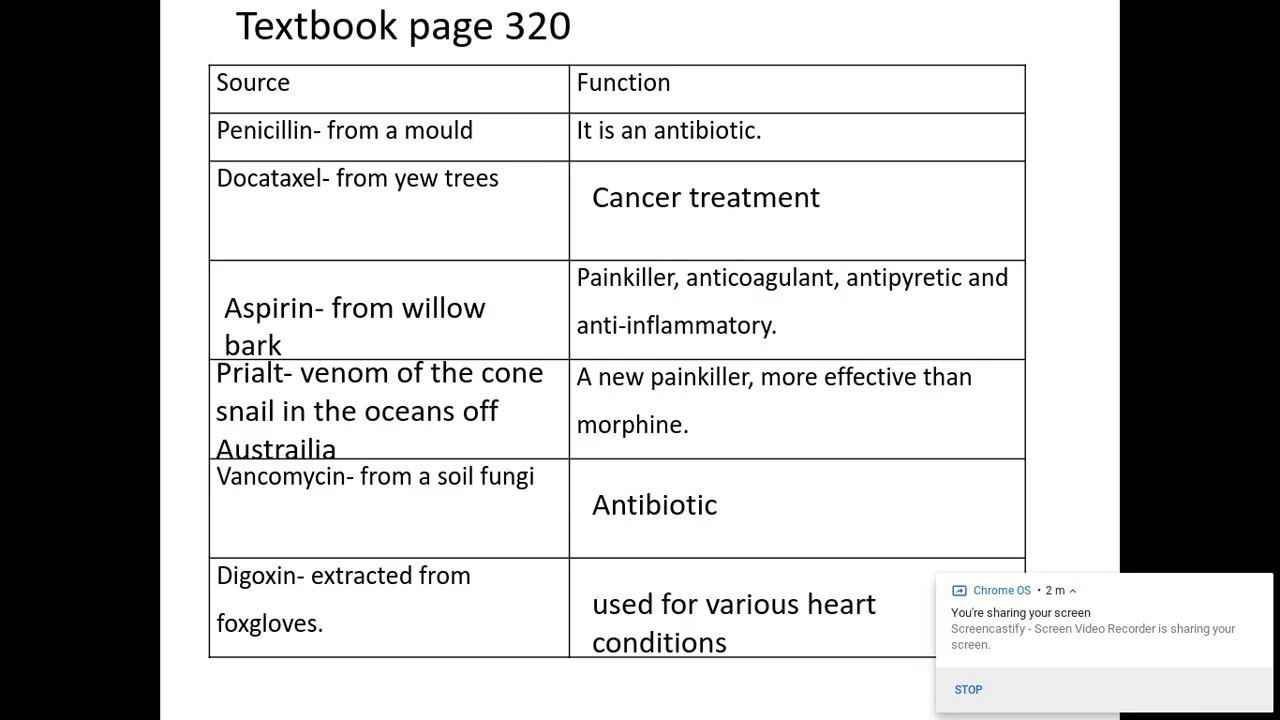 Textbook page 320
Source
Function
Penicillin- from a mould
It is an antibiotic.
Docataxel- from yew trees
Cancer treatment
Aspirin- from willow
bark
Painkiller, anticoagulant, antipyretic and
anti-inflammatory.
Prialt- venom of the cone
snail in the oceans off
Austrailia
A new painkiller, more effective than
morphine.
Vancomycin- from a soil fungi
Antibiotic
Digoxin- extracted from
foxgloves.
used for various heart
conditions
Chrome OS • 2 m
You're sharing your screen
Screencastify - Screen Video Recorder is sharing your
screen.
STOP